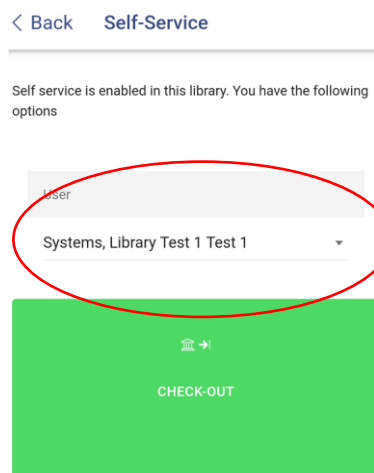 Back Self-Service
Self service is enabled in this library. You have the following
options
User
Systems, Library Test 1 Test 1
CHECK-OUT